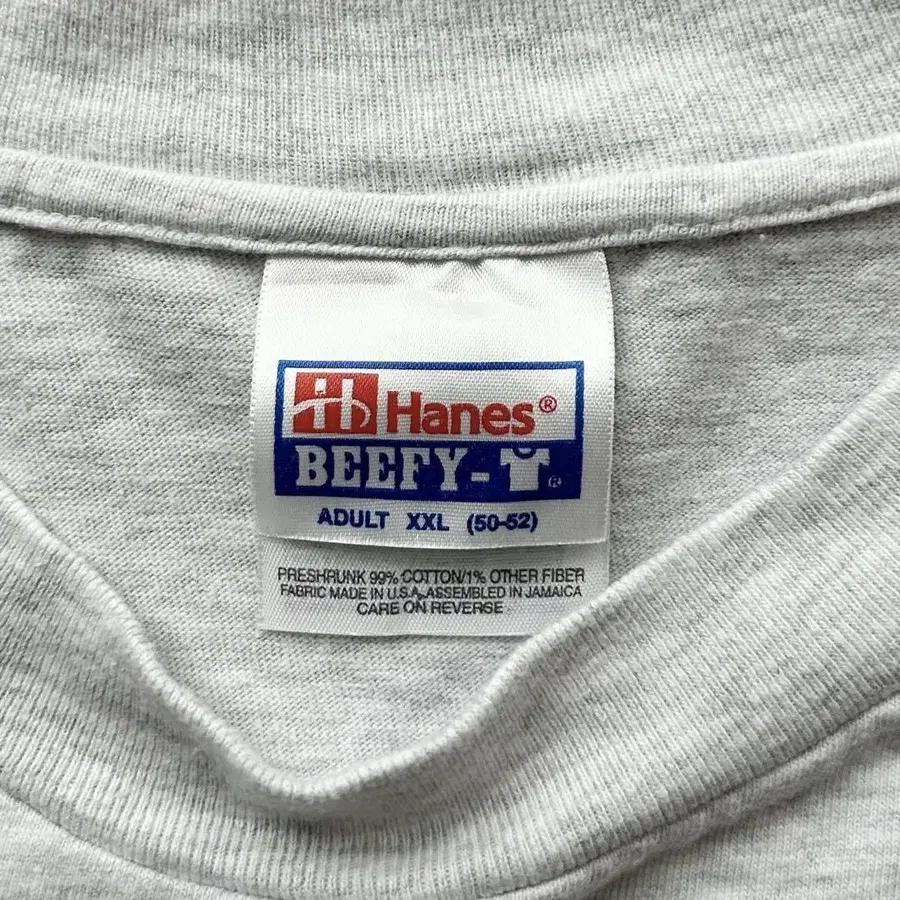 Hanes®
BEEFY-
ADULT XXL (50-52)
PRESHRUNK 99% COTTON/1% OTHER FIBER
FABRIC MADE IN U.S.A. ASSEMBLED IN JAMAICA
CARE ON REVERSE